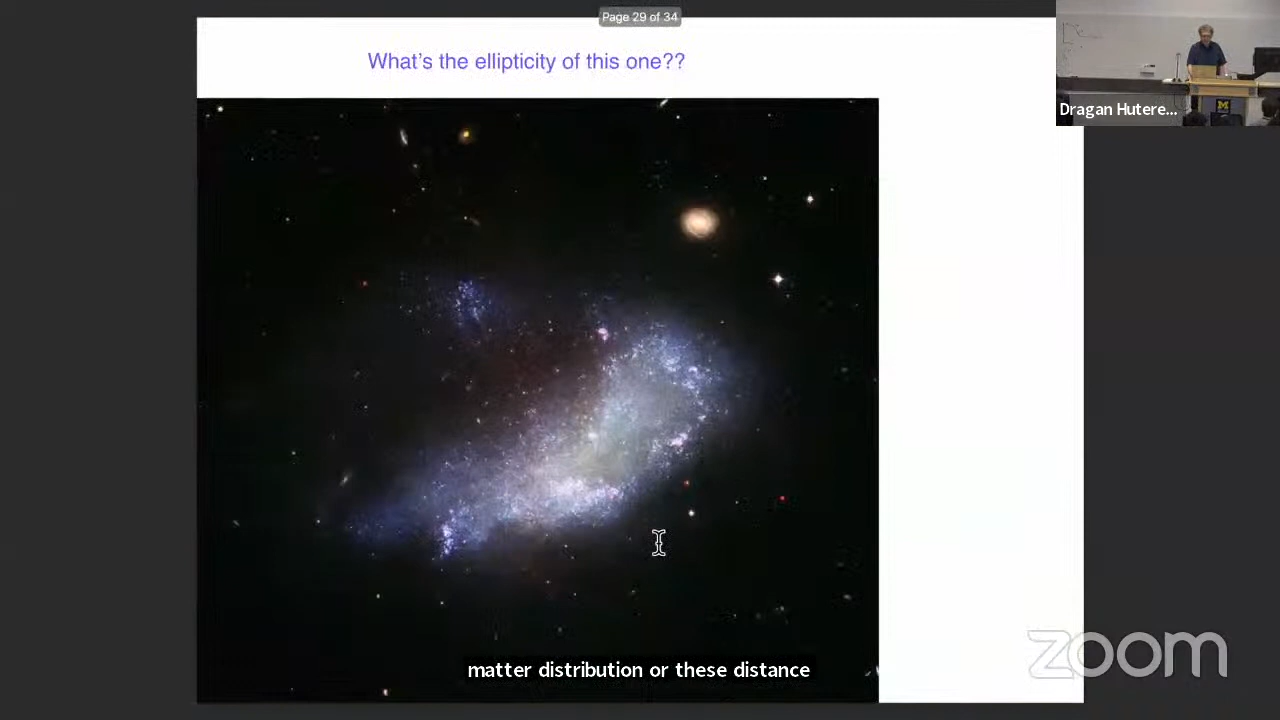 Page 29 of 34
What's the ellipticity of this one??
Dragan Hutere...
M
zoom
matter distribution or these distance